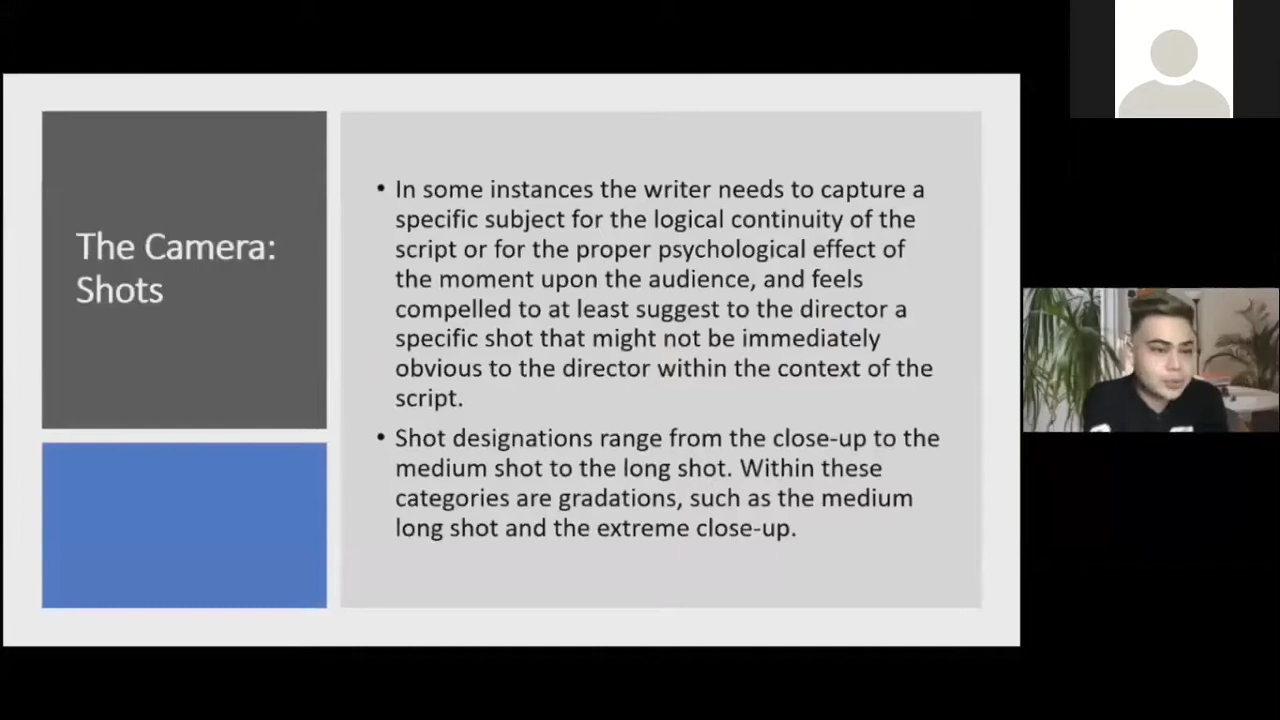 The Camera:
Shots
• In some instances the writer needs to capture a
specific subject for the logical continuity of the
script or for the proper psychological effect of
the moment upon the audience, and feels
compelled to at least suggest to the director a
specific shot that might not be immediately
obvious to the director within the context of the
script.
• Shot designations range from the close-up to the
medium shot to the long shot. Within these
categories are gradations, such as the medium
long shot and the extreme close-up.